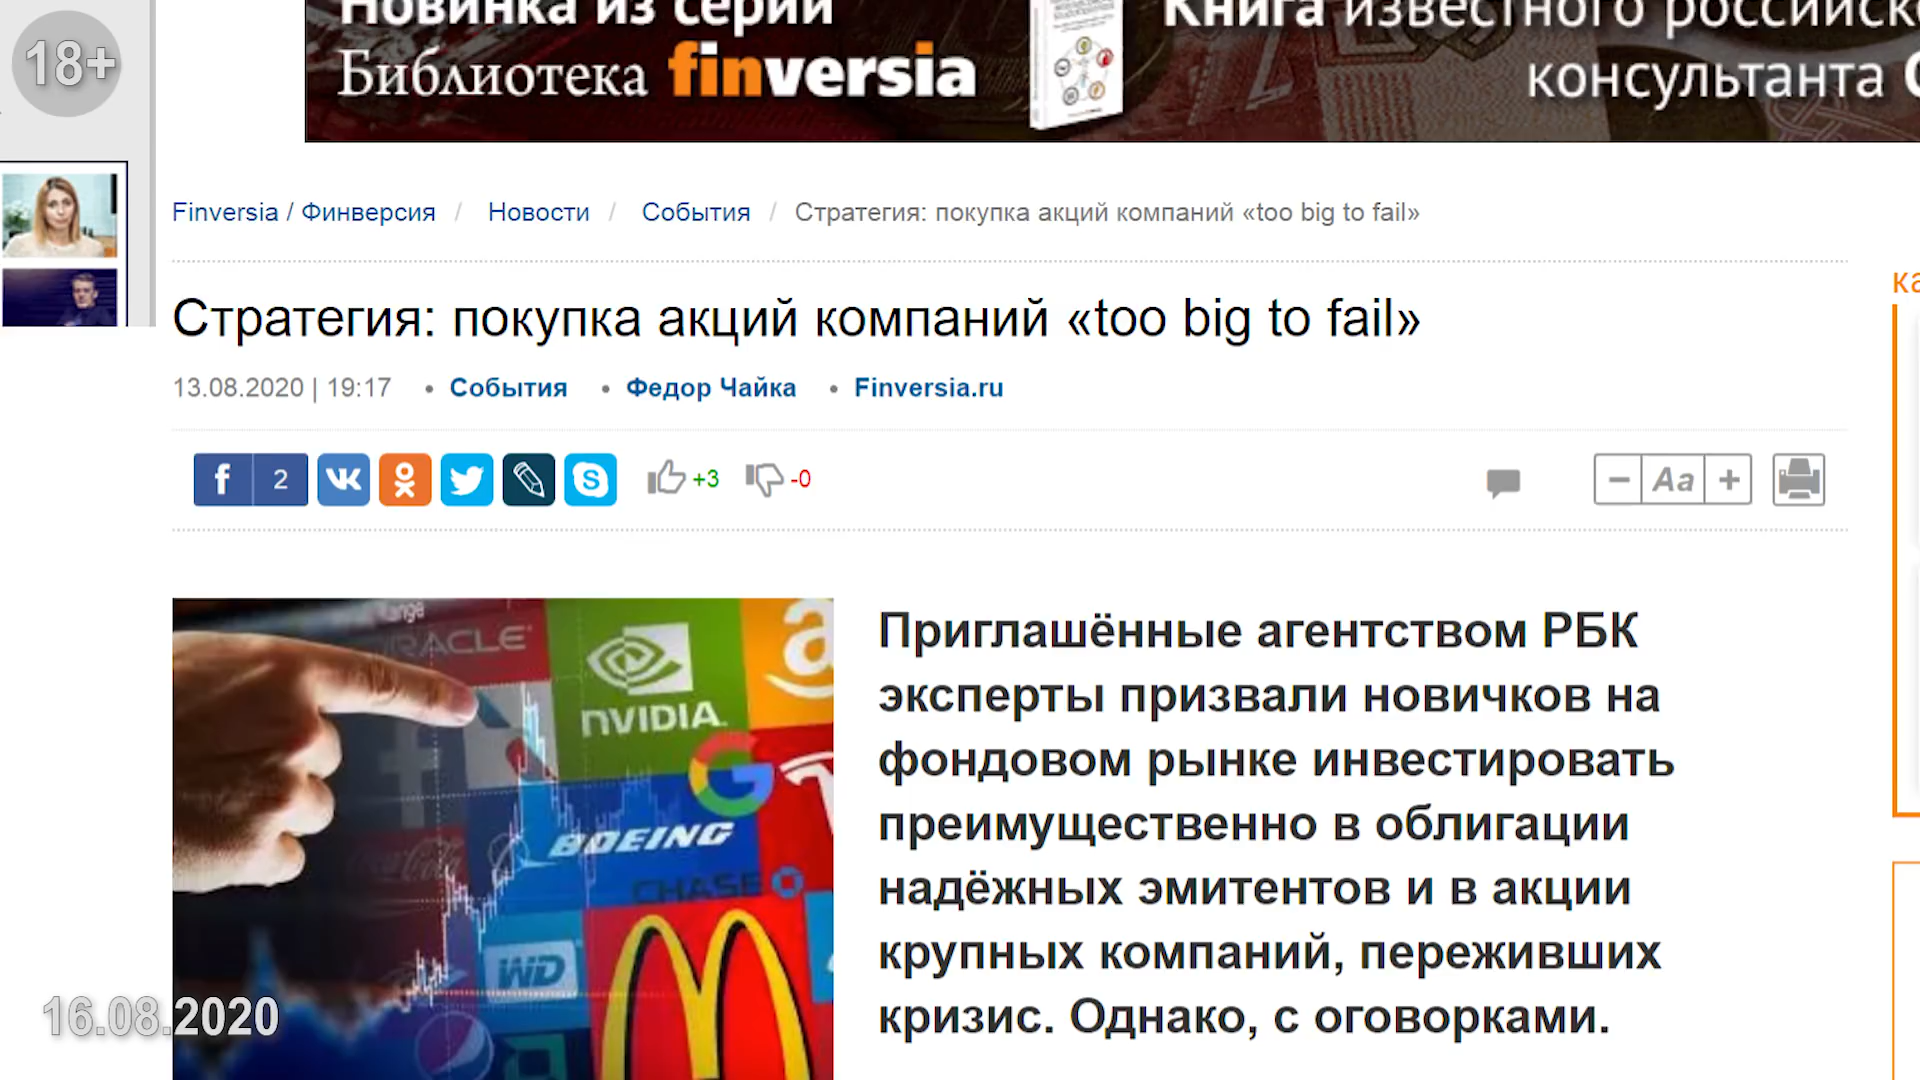 Новинка из серии
Библиотека finversia
Книга известного российск
консультанта
18+
Finversia / Финверсия / Новости / События / Стратегия: покупка акций компаний «too big to fail»
Стратегия: покупка акций компаний «too big to fail»
13.08.2020 | 19:17 • События • Федор Чайка • Finversia.ru
f 2
+3 -0
− Aa +
Приглашённые агентством РБК
эксперты призвали новичков на
фондовом рынке инвестировать
преимущественно в облигации
надёжных эмитентов и в акции
крупных компаний, переживших
кризис. Однако, с оговорками.
ORACLE
NVIDIA
BOEING
CHASE
WD
16.08.2020